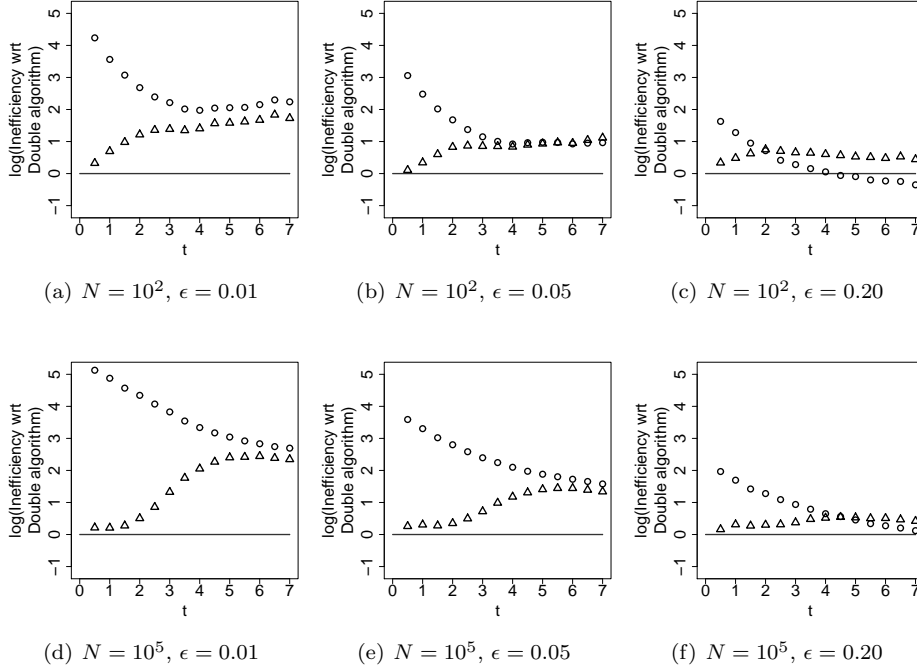 log(Inefficiency wrt
Double algorithm)
5
4
3
2
1
0
−1
0 1 2 3 4 5 6 7
t
(a) N = 10², ϵ = 0.01
log(Inefficiency wrt
Double algorithm)
5
4
3
2
1
0
−1
0 1 2 3 4 5 6 7
t
(b) N = 10², ϵ = 0.05
log(Inefficiency wrt
Double algorithm)
5
4
3
2
1
0
−1
0 1 2 3 4 5 6 7
t
(c) N = 10², ϵ = 0.20
log(Inefficiency wrt
Double algorithm)
5
4
3
2
1
0
−1
0 1 2 3 4 5 6 7
t
(d) N = 10⁵, ϵ = 0.01
log(Inefficiency wrt
Double algorithm)
5
4
3
2
1
0
−1
0 1 2 3 4 5 6 7
t
(e) N = 10⁵, ϵ = 0.05
log(Inefficiency wrt
Double algorithm)
5
4
3
2
1
0
−1
0 1 2 3 4 5 6 7
t
(f) N = 10⁵, ϵ = 0.20